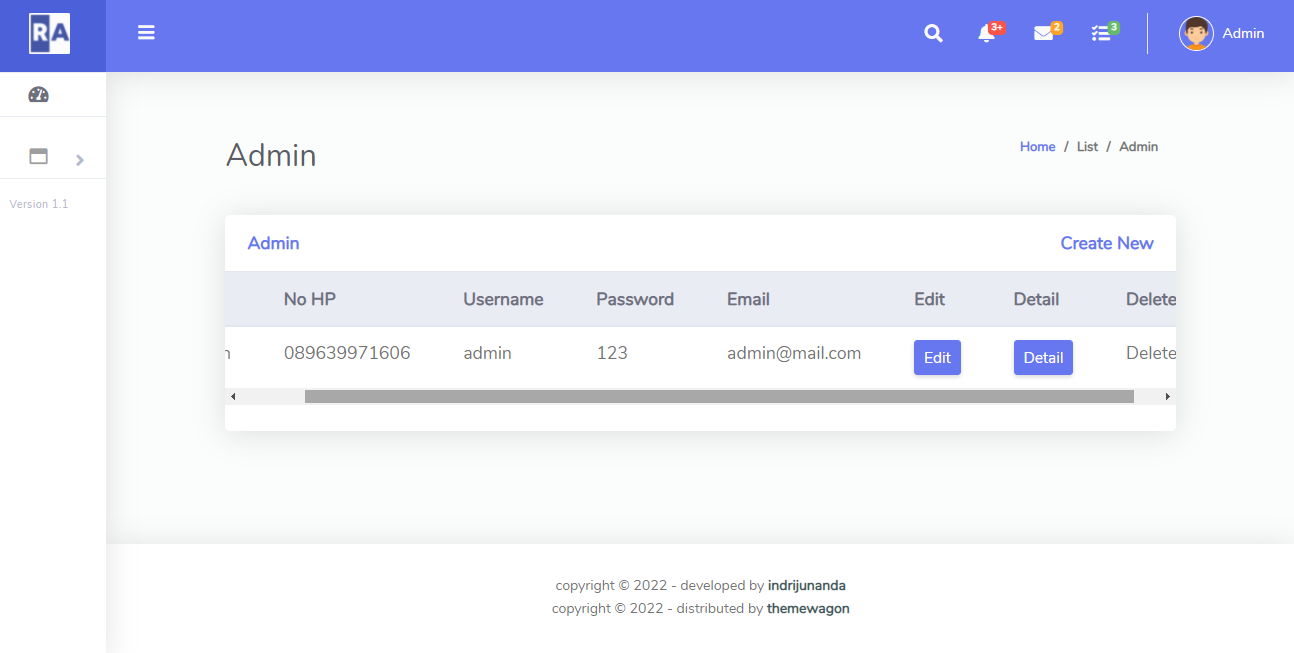 RA
3+
2
3
Admin
Version 1.1
Admin
Home / List / Admin
Admin
Create New
No HP Username Password Email Edit Detail Delete
089639971606 admin 123 admin@mail.com Edit Detail Delete
copyright © 2022 - developed by indrijunanda
copyright © 2022 - distributed by themewagon